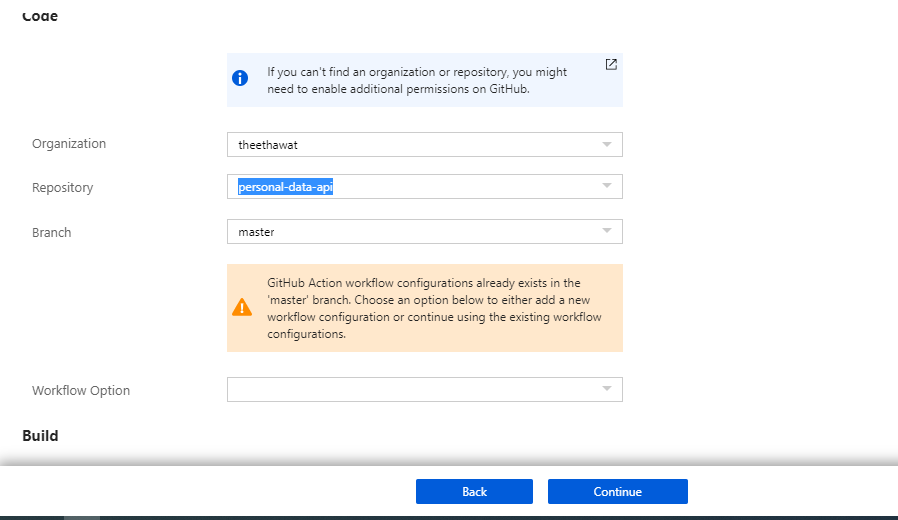 Code
If you can't find an organization or repository, you might
need to enable additional permissions on GitHub.
Organization
theethawat
Repository
personal-data-api
Branch
master
GitHub Action workflow configurations already exists in the
'master' branch. Choose an option below to either add a new
workflow configuration or continue using the existing workflow
configurations.
Workflow Option
Build
Back
Continue